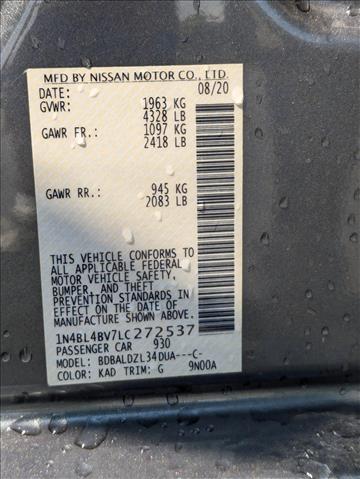 MFD BY NISSAN MOTOR CO., LTD.
DATE: 08/20
GVWR: 1963 KG
4328 LB
GAWR FR.: 1097 KG
2418 LB
GAWR RR.: 945 KG
2083 LB
THIS VEHICLE CONFORMS TO
ALL APPLICABLE FEDERAL
MOTOR VEHICLE SAFETY,
BUMPER, AND THEFT
PREVENTION STANDARDS
IN EFFECT ON THE DATE OF
MANUFACTURE SHOWN ABOVE.
1N4BL4BV7LC272537
PASSENGER CAR 930
MODEL: BDBALDZL34DUA---C-
COLOR: KAD TRIM: G 9N00A